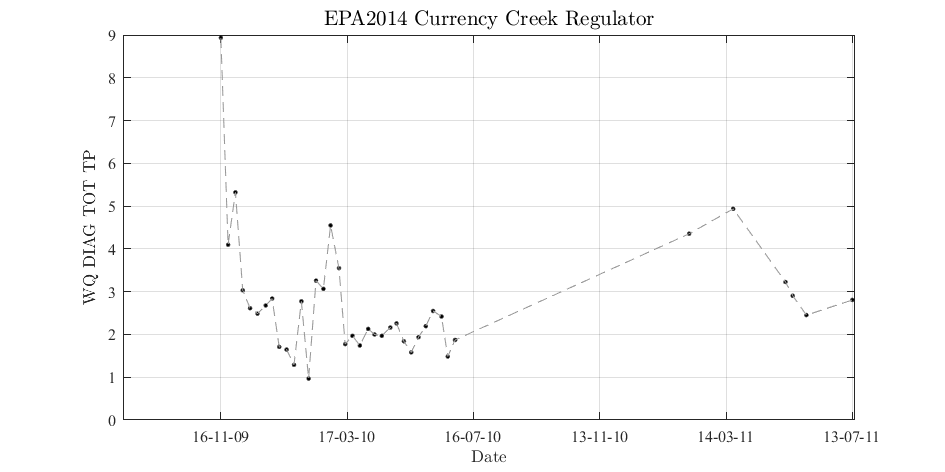 EPA2014 Currency Creek Regulator
WQ DIAG TOT TP
9
8
7
6
5
4
3
2
1
0
16-11-09 17-03-10 16-07-10 13-11-10 14-03-11 13-07-11
Date